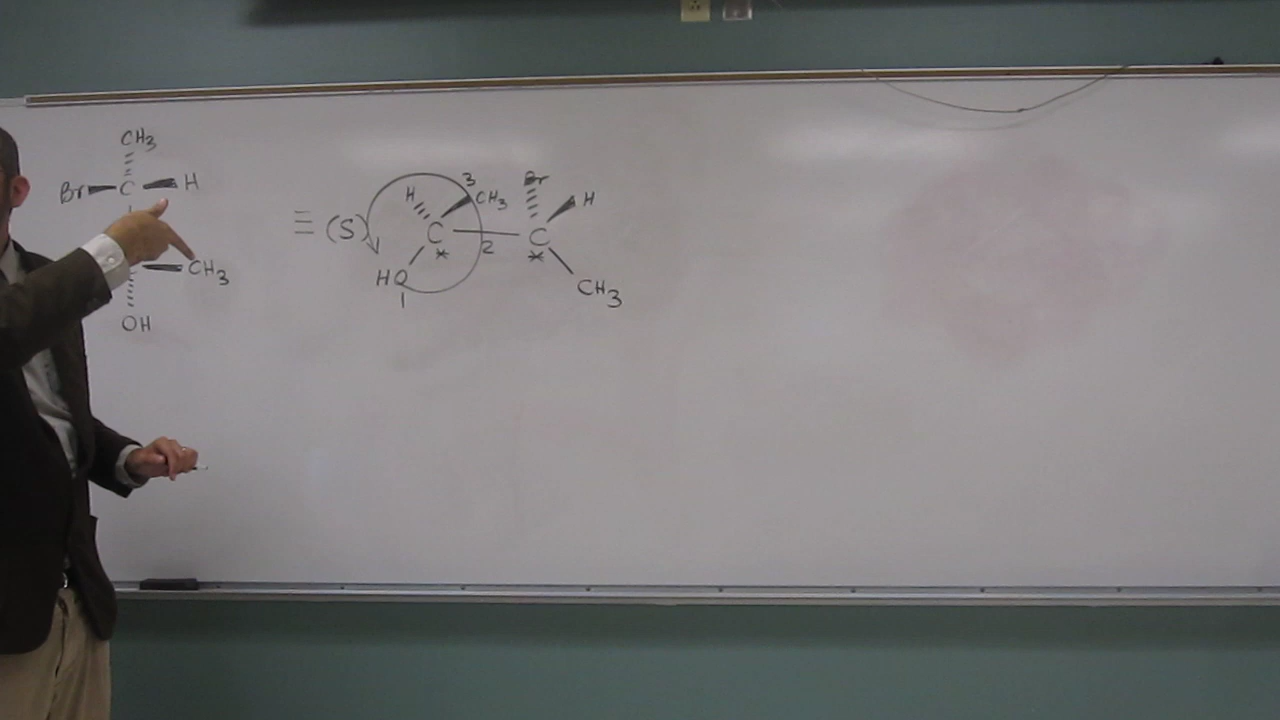 CH3
Br C H
CH3
OH
≡ (S)
H 3 CH3
C 2
*
HO
1
Br H
C
*
CH3